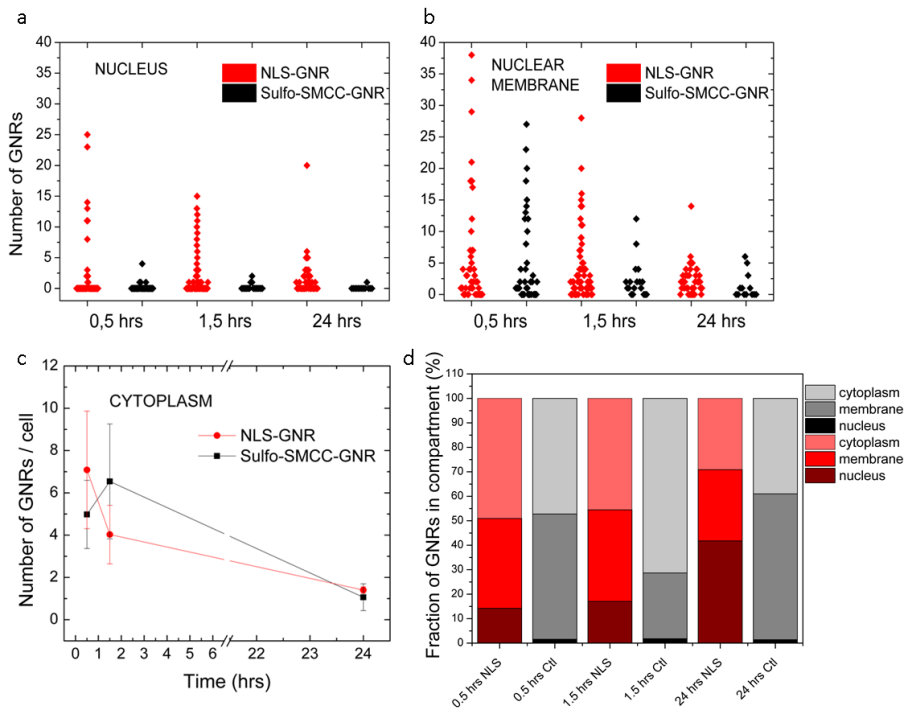 a
NUCLEUS
NLS-GNR
Sulfo-SMCC-GNR
Number of GNRs
40
35
30
25
20
15
10
5
0
0,5 hrs
1,5 hrs
24 hrs
b
NUCLEAR
MEMBRANE
NLS-GNR
Sulfo-SMCC-GNR
40
35
30
25
20
15
10
5
0
0,5 hrs
1,5 hrs
24 hrs
c
CYTOPLASM
NLS-GNR
Sulfo-SMCC-GNR
Number of GNRs / cell
12
10
8
6
4
2
0
0 1 2 3 4 5 6 22 23 24
Time (hrs)
d
Fraction of GNRs in compartment (%)
110
100
90
80
70
60
50
40
30
20
10
0
0.5 hrs NLS
0.5 hrs Ctl
1.5 hrs NLS
1.5 hrs Ctl
24 hrs NLS
24 hrs Ctl
cytoplasm
membrane
nucleus
cytoplasm
membrane
nucleus